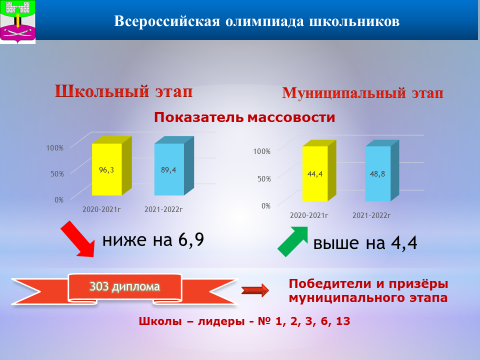 Всероссийская олимпиада школьников
Школьный этап
Муниципальный этап
Показатель массовости
100%
50%
0%
96,3
89,4
2020-2021г
2021-2022г
100%
50%
0%
44,4
48,8
2020-2021г
2021-2022г
ниже на 6,9
выше на 4,4
303 диплома
Победители и призёры
муниципального этапа
Школы – лидеры - № 1, 2, 3, 6, 13